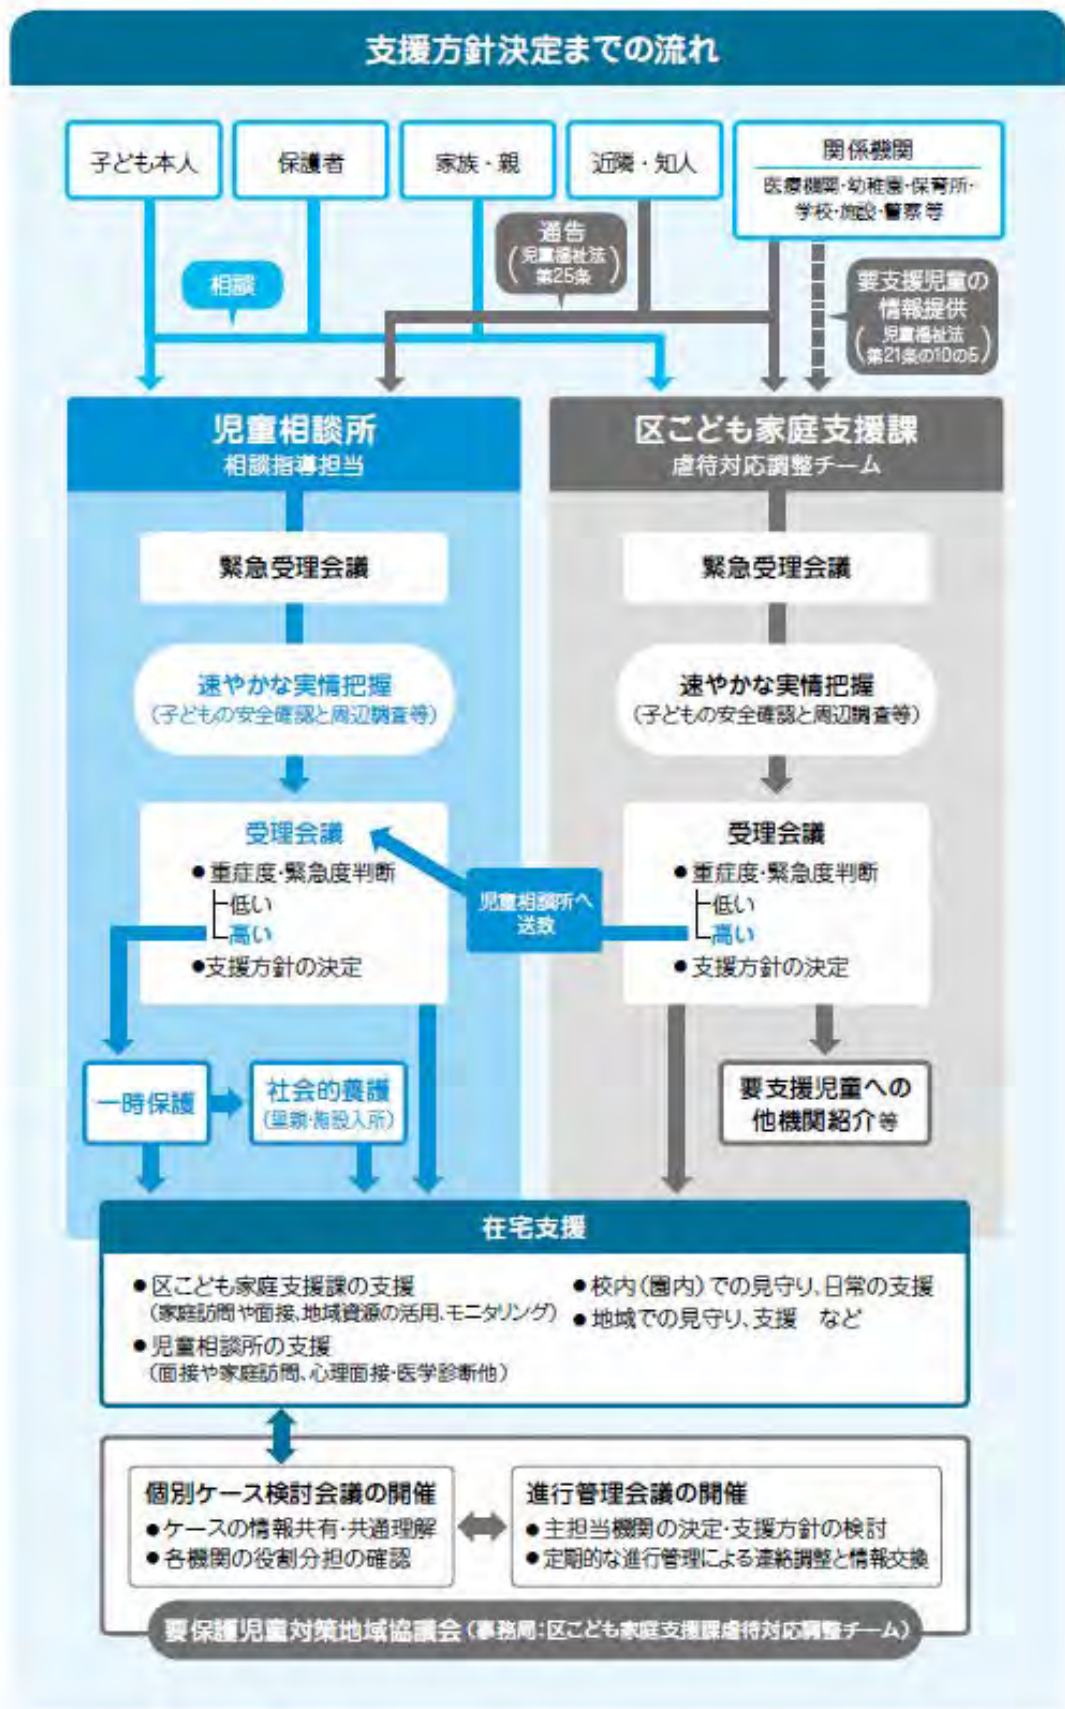 支援方針決定までの流れ
子ども本人
保護者
家族・親
近隣・知人
関係機関
医療機関・幼稚園・保育所・
学校・施設・警察等
相談
通告
(児童福祉法
第25条)
要支援児童の
情報提供
(児童福祉法
第21条の10の5)
児童相談所
相談指導担当
緊急受理会議
速やかな実情把握
(子どもの安全確認と周辺調査等)
受理会議
●重症度・緊急度判断
低い
高い
●支援方針の決定
児童相談所へ
送致
区こども家庭支援課
虐待対応調整チーム
緊急受理会議
速やかな実情把握
(子どもの安全確認と周辺調査等)
受理会議
●重症度・緊急度判断
低い
高い
●支援方針の決定
一時保護
社会的養護
(里親・施設入所)
要支援児童への
他機関紹介等
在宅支援
●区こども家庭支援課の支援
(家庭訪問や面接、地域資源の活用、モニタリング)
●児童相談所の支援
(面接や家庭訪問、心理面接・医学診断他)
●校内(園内)での見守り、日常の支援
●地域での見守り、支援 など
個別ケース検討会議の開催
●ケースの情報共有・共通理解
●各機関の役割分担の確認
進行管理会議の開催
●主担当機関の決定・支援方針の検討
●定期的な進行管理による連絡調整と情報交換
要保護児童対策地域協議会(事務局:区こども家庭支援課虐待対応調整チーム)